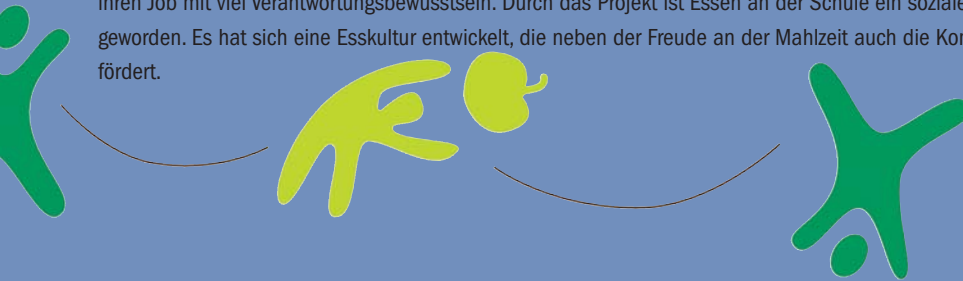 ihren Job mit viel Verantwortungsbewusstsein. Durch das Projekt ist Essen an der Schule ein soziale
geworden. Es hat sich eine Esskultur entwickelt, die neben der Freude an der Mahlzeit auch die Kon
fördert.